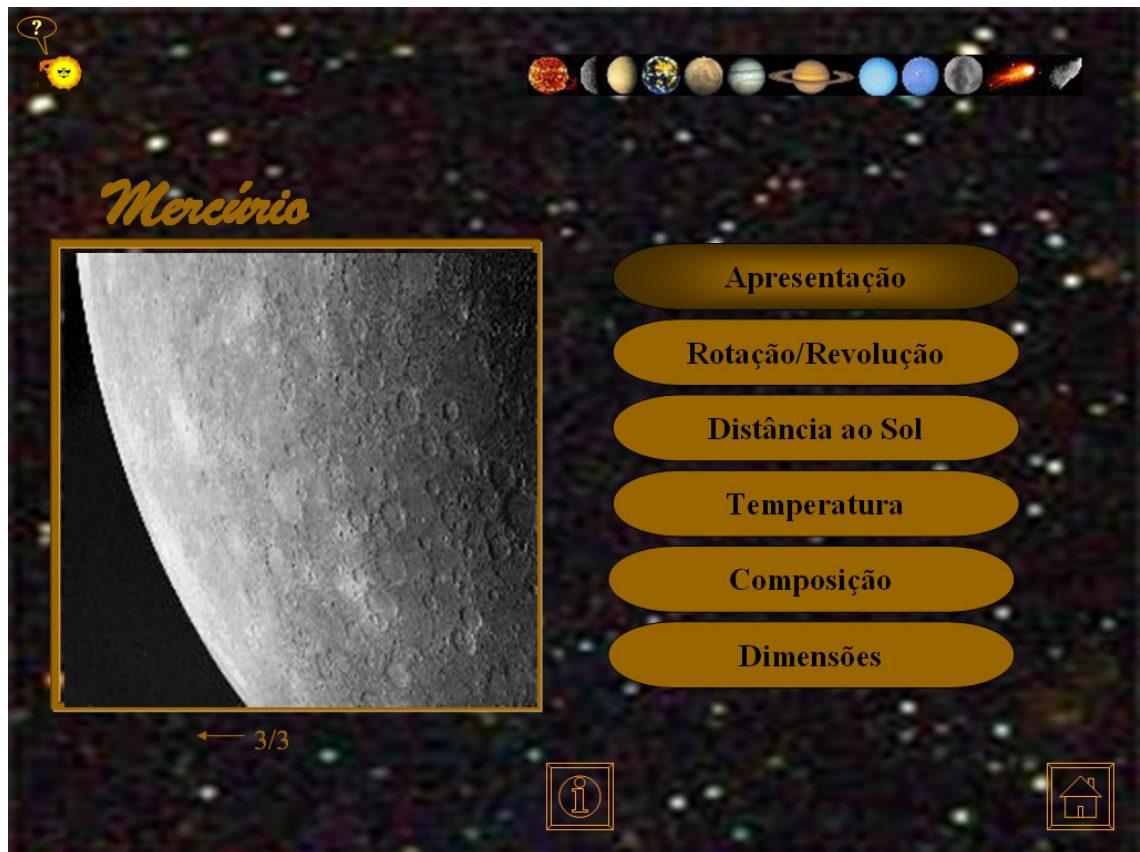 ?
Mercúrio
Apresentação
Rotação/Revolução
Distância ao Sol
Temperatura
Composição
Dimensões
3/3
i